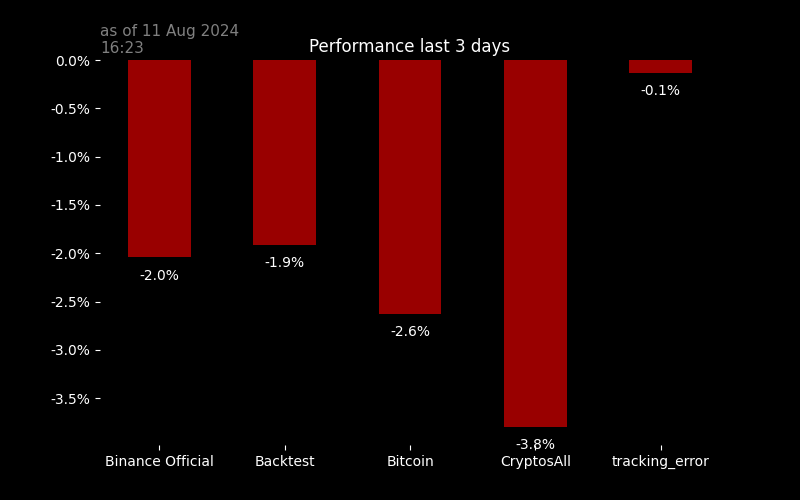 as of 11 Aug 2024
16:23
Performance last 3 days
0.0%
-0.5%
-1.0%
-1.5%
-2.0%
-2.5%
-3.0%
-3.5%
-2.0%
-1.9%
-2.6%
-3.8%
-0.1%
Binance Official
Backtest
Bitcoin
CryptosAll
tracking_error